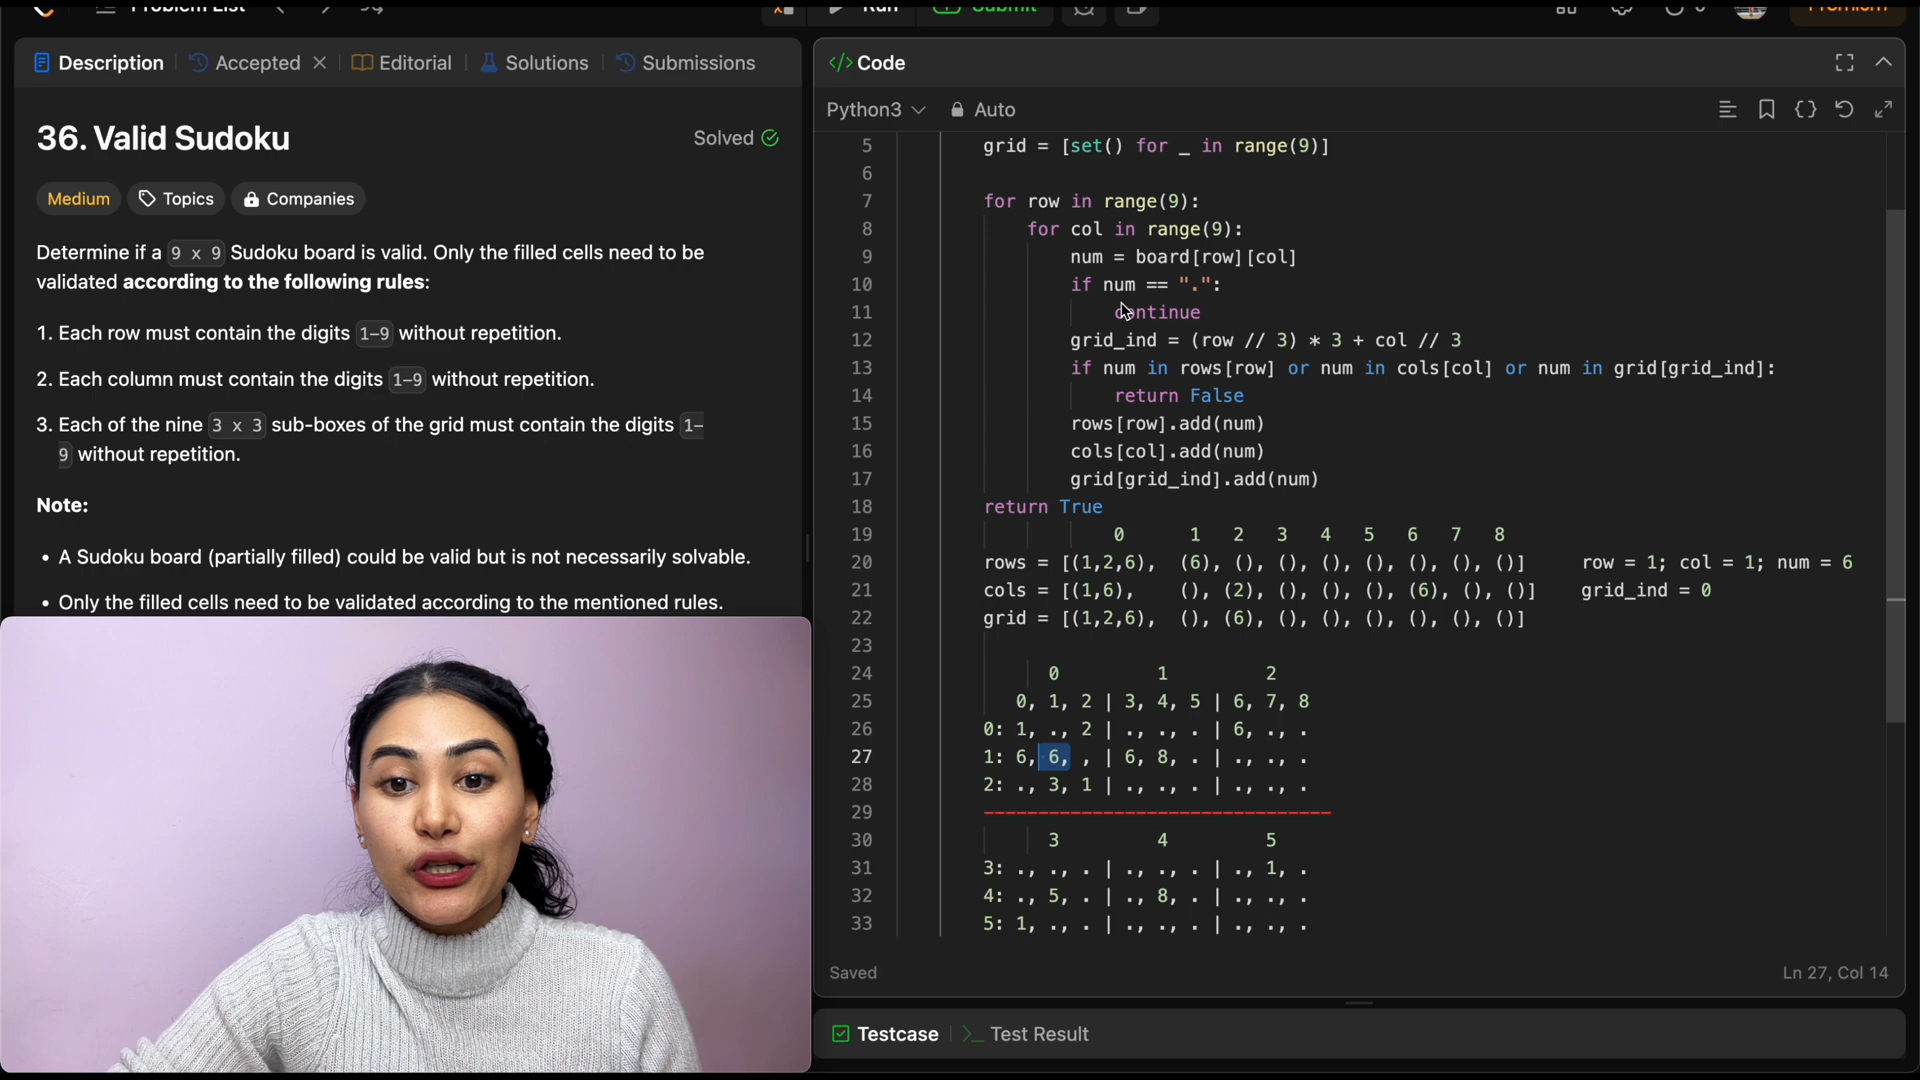 Problem List
Run
Submit
0
Premium
Description
Accepted
Editorial
Solutions
Submissions
</> Code
Python3
Auto
36. Valid Sudoku
Solved
Medium
Topics
Companies
Determine if a 9 x 9 Sudoku board is valid. Only the filled cells need to be
validated according to the following rules:
1. Each row must contain the digits 1-9 without repetition.
2. Each column must contain the digits 1-9 without repetition.
3. Each of the nine 3 x 3 sub-boxes of the grid must contain the digits 1-
9 without repetition.
Note:
• A Sudoku board (partially filled) could be valid but is not necessarily solvable.
• Only the filled cells need to be validated according to the mentioned rules.
5 grid = [set() for _ in range(9)]
6
7 for row in range(9):
8 for col in range(9):
9 num = board[row][col]
10 if num == ".":
11 continue
12 grid_ind = (row // 3) * 3 + col // 3
13 if num in rows[row] or num in cols[col] or num in grid[grid_ind]:
14 return False
15 rows[row].add(num)
16 cols[col].add(num)
17 grid[grid_ind].add(num)
18 return True
19 0 1 2 3 4 5 6 7 8
20 rows = [(1,2,6), (6), (), (), (), (), (), (), ()] row = 1; col = 1; num = 6
21 cols = [(1,6), (), (2), (), (), (), (6), (), ()] grid_ind = 0
22 grid = [(1,2,6), (), (6), (), (), (), (), (), ()]
23
24 0 1 2
25 0, 1, 2 | 3, 4, 5 | 6, 7, 8
26 0: 1, ., 2 | ., ., . | 6, ., .
27 1: 6, 6, , | 6, 8, . | ., ., .
28 2: ., 3, 1 | ., ., . | ., ., .
29 --------------------------------
30 3 4 5
31 3: ., ., . | ., ., . | ., 1, .
32 4: ., 5, . | ., 8, . | ., ., .
33 5: 1, ., . | ., ., . | ., ., .
Saved
Ln 27, Col 14
Testcase
>_ Test Result